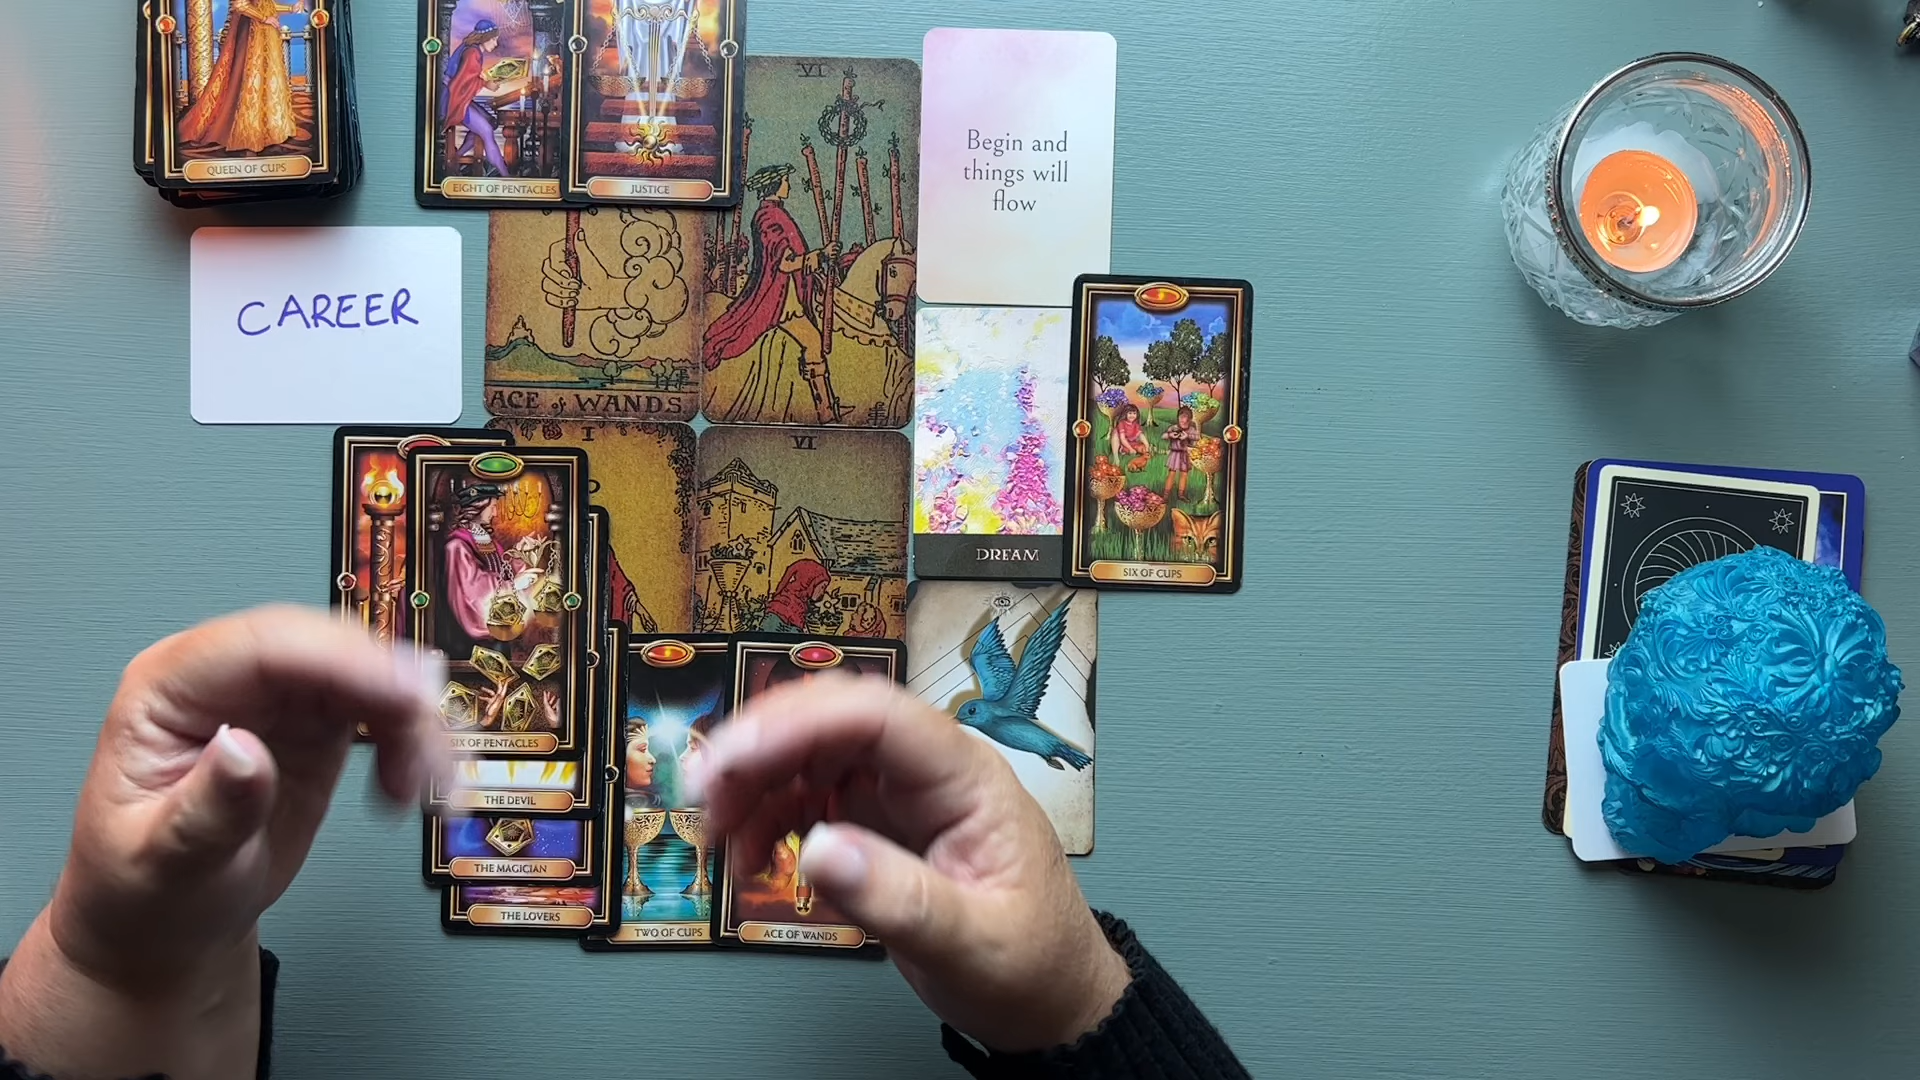 QUEEN OF CUPS
EIGHT OF PENTACLES
JUSTICE
VI
Begin and
things will
flow
CAREER
ACE of WANDS
I
VI
DREAM
SIX OF CUPS
SIX OF PENTACLES
THE DEVIL
THE MAGICIAN
THE LOVERS
TWO OF CUPS
ACE OF WANDS